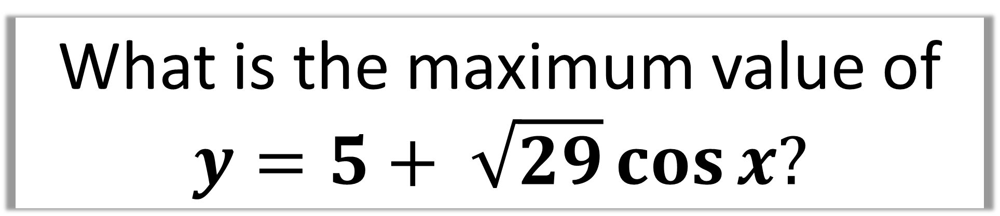 What is the maximum value of
y = 5 + √29 cos x?